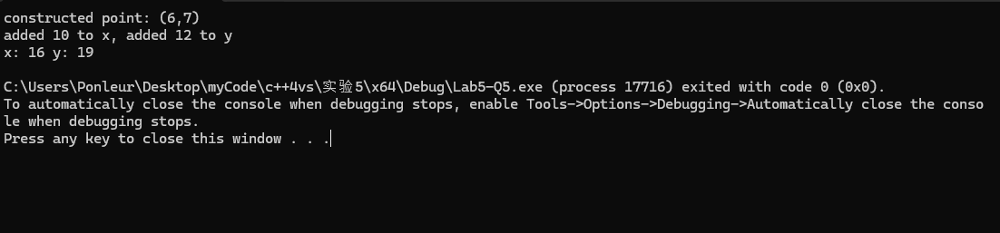 constructed point: (6,7)
added 10 to x, added 12 to y
x: 16 y: 19
C:\Users\Ponleur\Desktop\myCode\c++4vs\实验5\x64\Debug\Lab5-Q5.exe (process 17716) exited with code 0 (0x0).
To automatically close the console when debugging stops, enable Tools->Options->Debugging->Automatically close the conso
le when debugging stops.
Press any key to close this window . . .